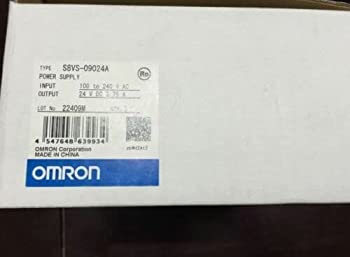 TYPE S8VS-09024A
POWER SUPPLY
INPUT 100 to 240 V AC
OUTPUT 24 V DC 3.75 A
LOT No 22409M QTY.
4 547648 639934
OMRON Corporation
MADE IN CHINA
OMRON